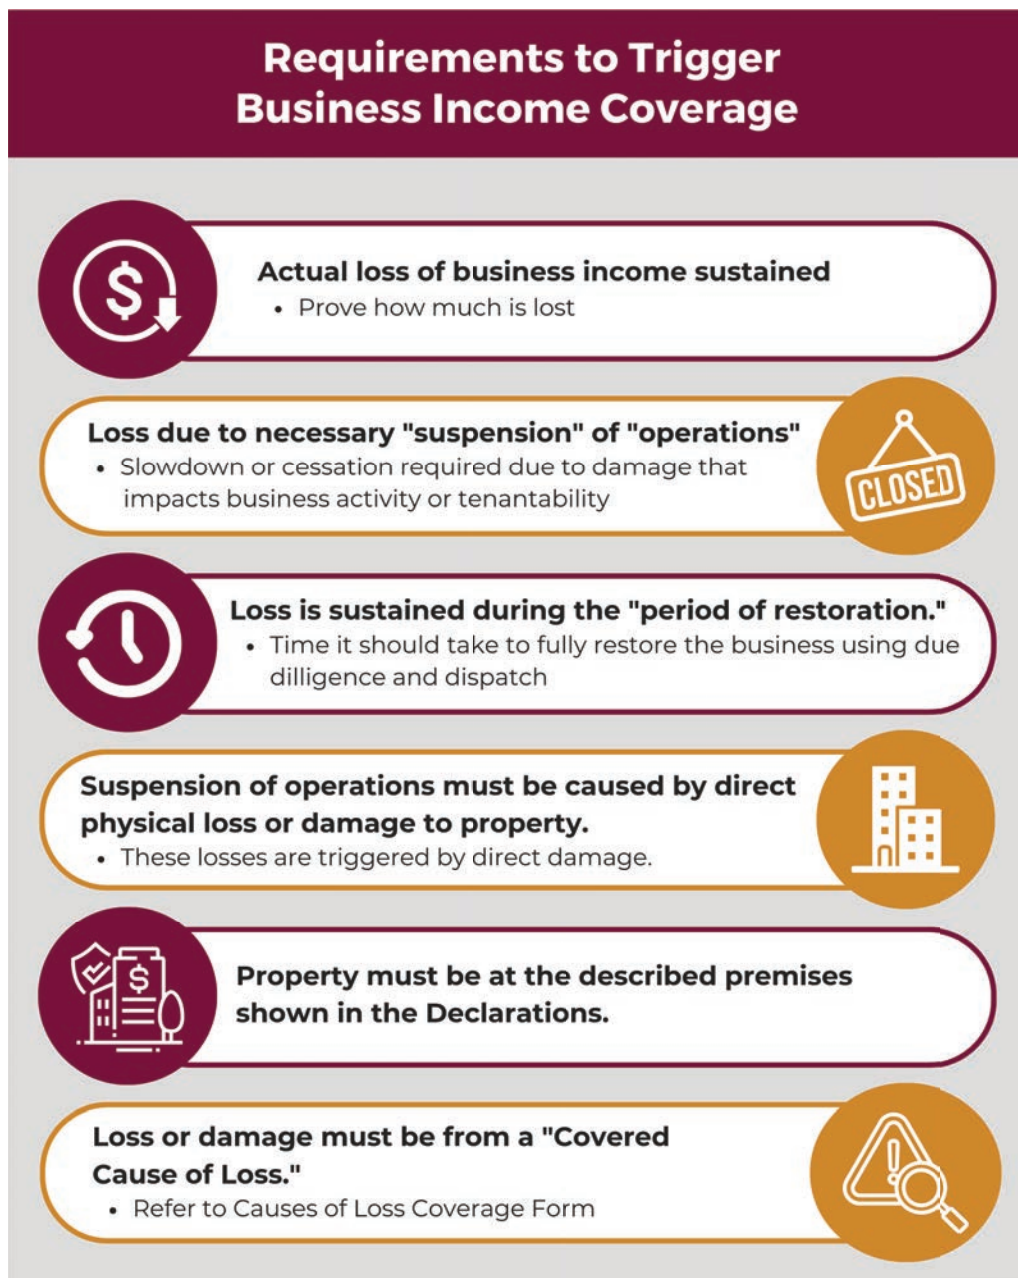 Requirements to Trigger
Business Income Coverage
$
Actual loss of business income sustained
• Prove how much is lost
Loss due to necessary "suspension" of "operations"
• Slowdown or cessation required due to damage that
impacts business activity or tenantability
CLOSED
Loss is sustained during the "period of restoration."
• Time it should take to fully restore the business using due
dilligence and dispatch
Suspension of operations must be caused by direct
physical loss or damage to property.
• These losses are triggered by direct damage.
$
Property must be at the described premises
shown in the Declarations.
Loss or damage must be from a "Covered
Cause of Loss."
• Refer to Causes of Loss Coverage Form
!